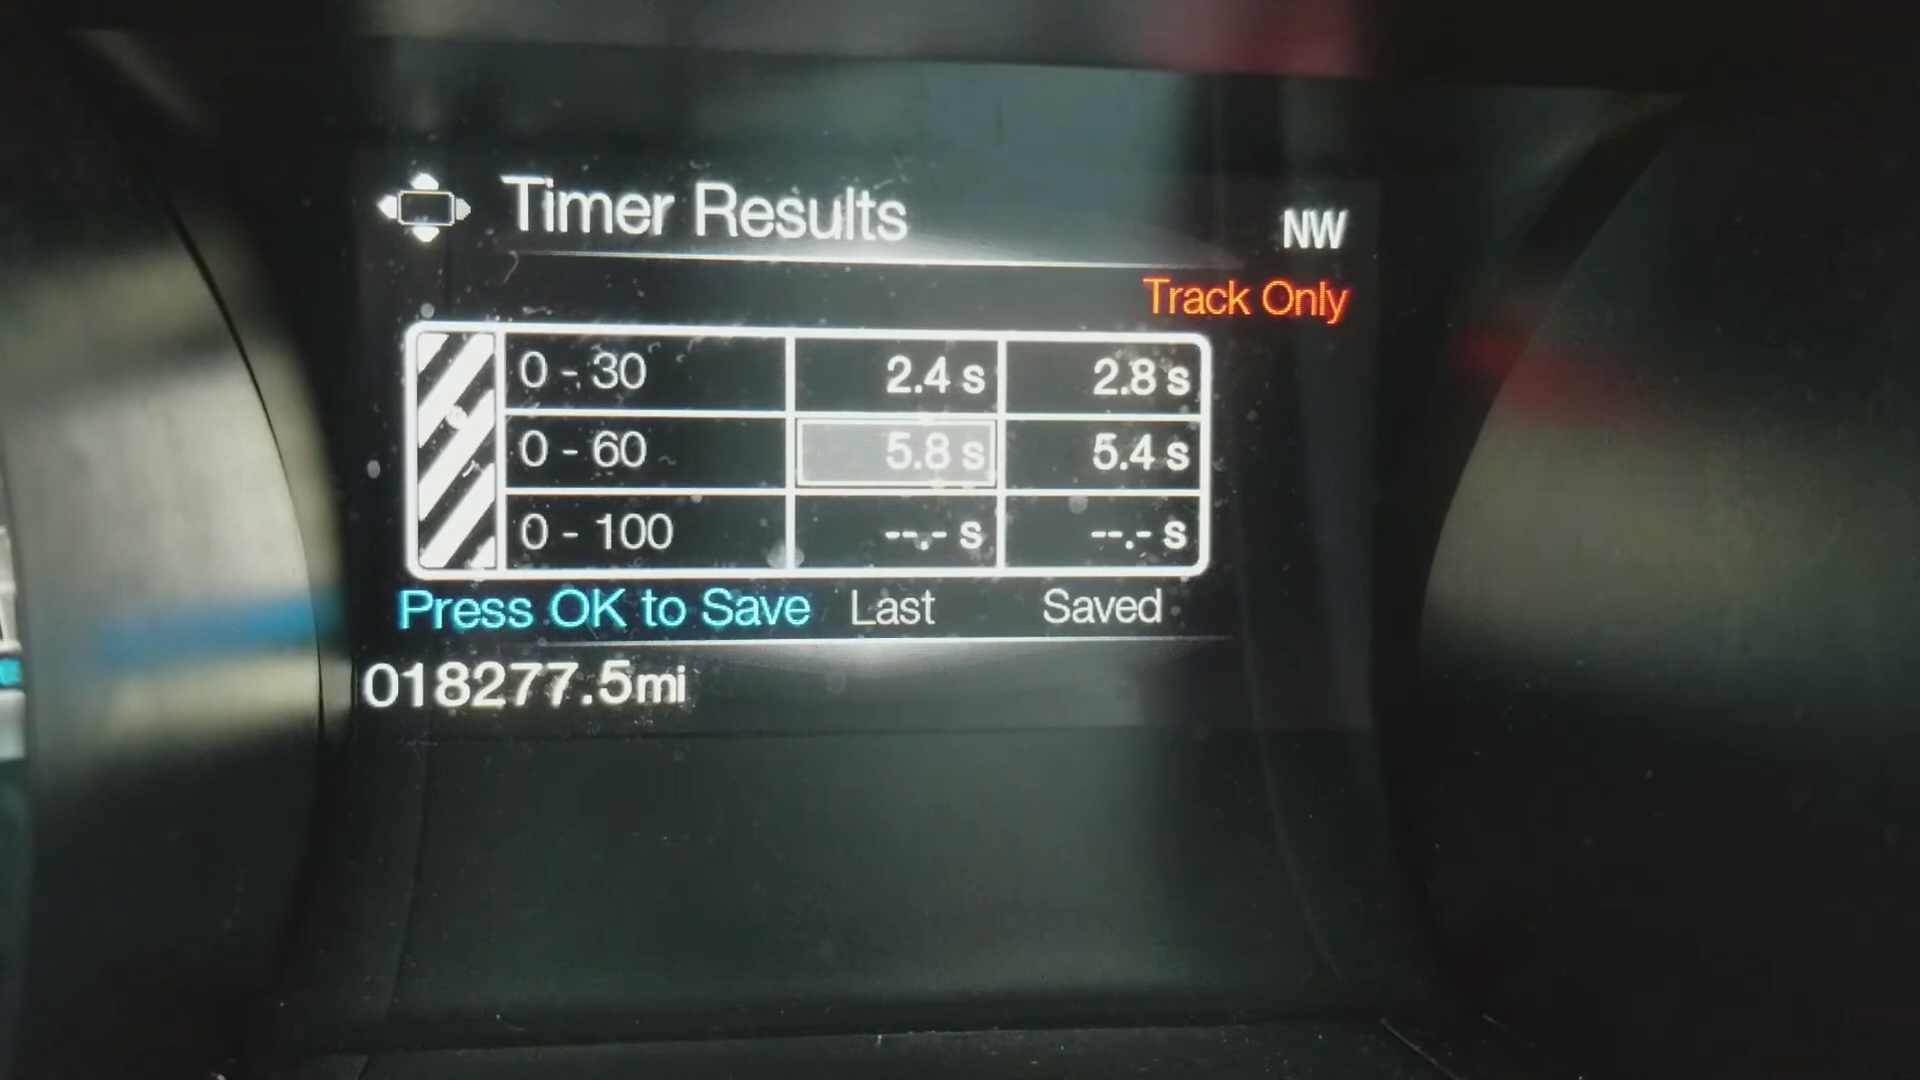 Timer Results
NW
Track Only
0 - 30 2.4 s 2.8 s
0 - 60 5.8 s 5.4 s
0 - 100 --.- s --.- s
Press OK to Save Last Saved
018277.5mi